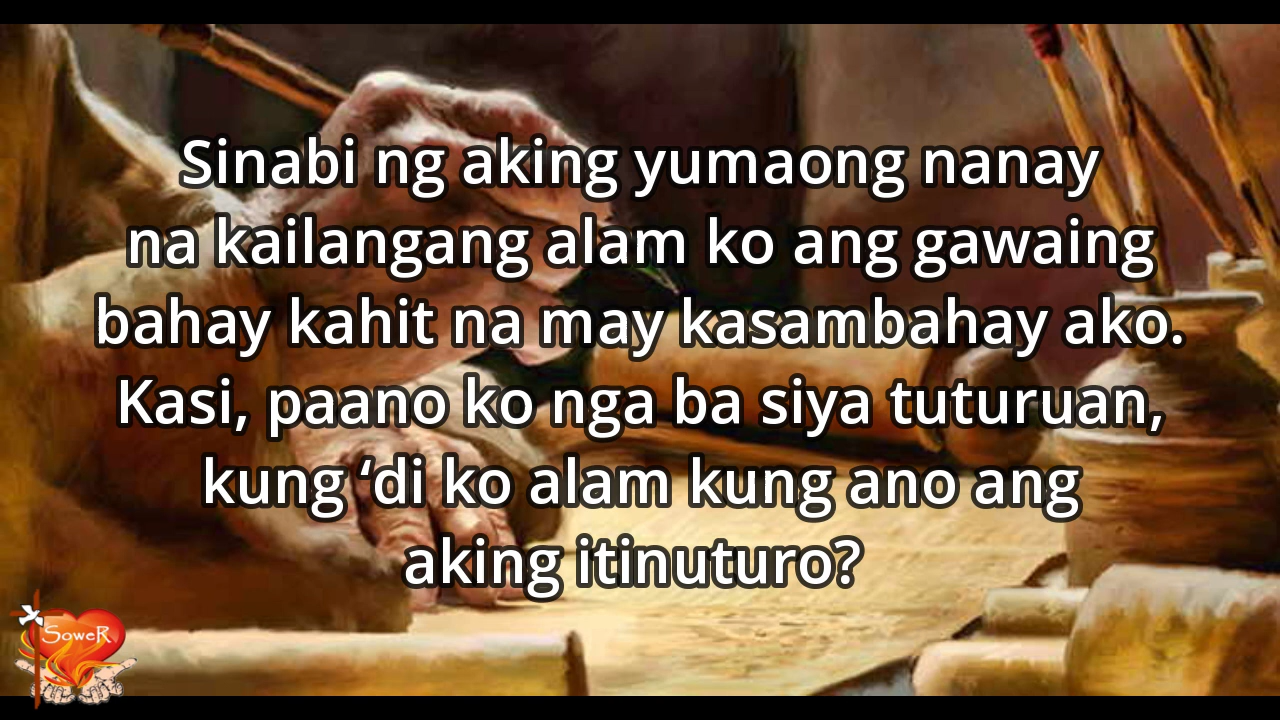 Sinabi ng aking yumaong nanay
na kailangang alam ko ang gawaing
bahay kahit na may kasambahay ako.
Kasi, paano ko nga ba siya tuturuan,
kung ‘di ko alam kung ano ang
aking itinuturo?
SoweR